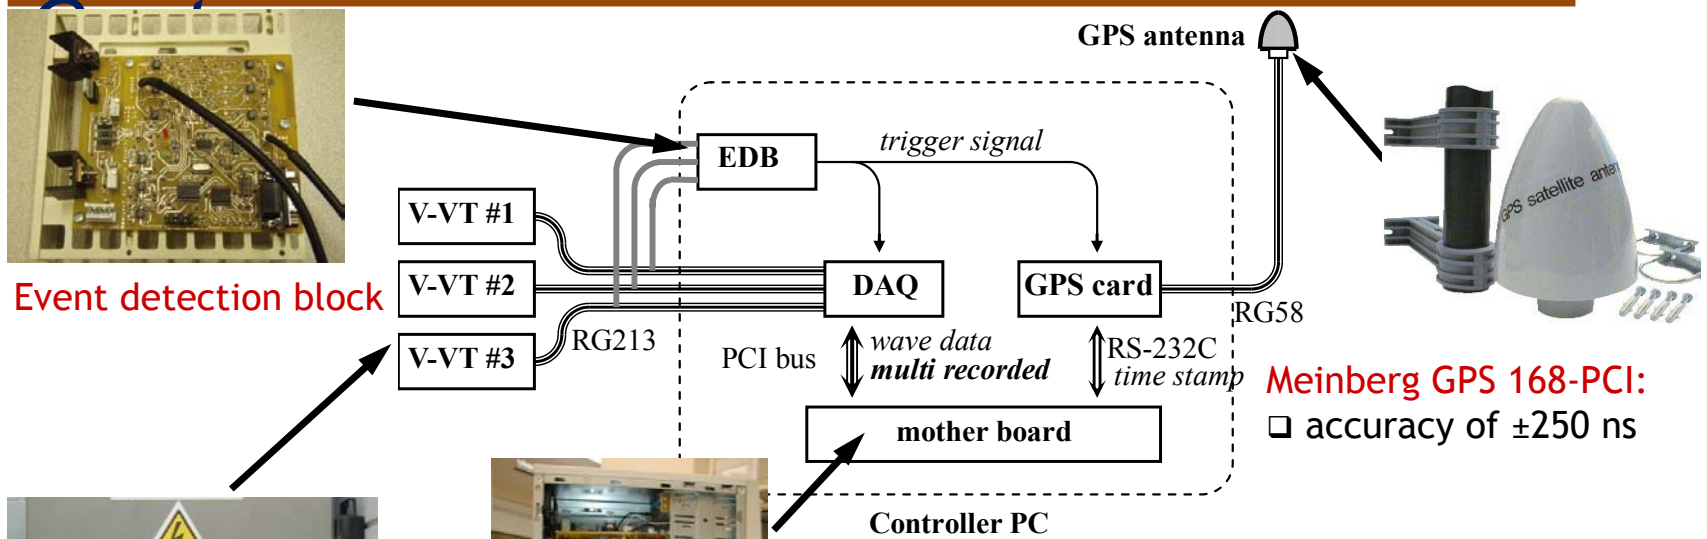 GPS antenna
EDB
trigger signal
V-VT #1
V-VT #2
V-VT #3
DAQ
GPS card
Event detection block
RG213
RG58
PCI bus
wave data
multi recorded
RS-232C
time stamp
mother board
Controller PC
GPS satellite
Meinberg GPS 168-PCI:
❑ accuracy of ±250 ns